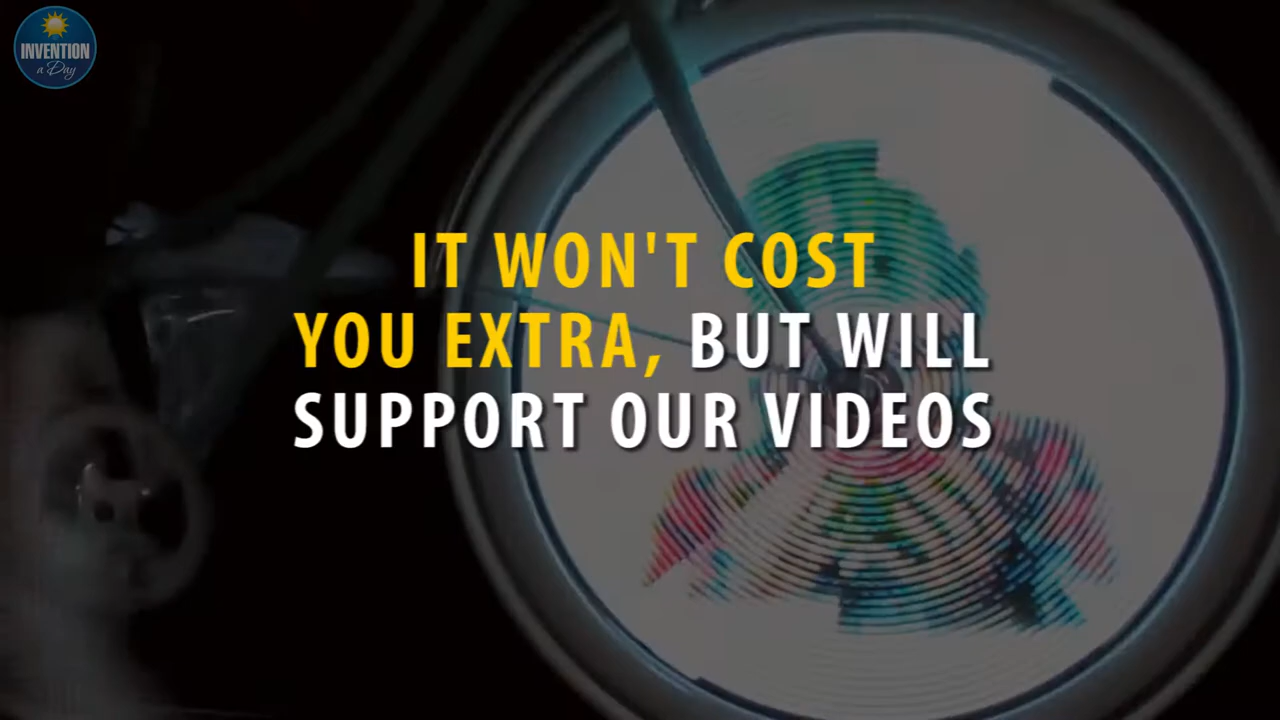 INVENTION
a Day
IT WON'T COST
YOU EXTRA, BUT WILL
SUPPORT OUR VIDEOS